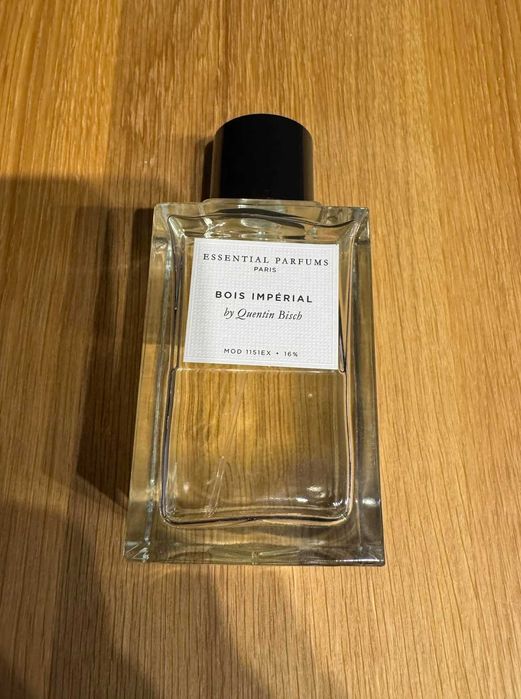 ESSENTIAL PARFUMS
PARIS
BOIS IMPÉRIAL
by Quentin Bisch
MOD 1151EX • 16%